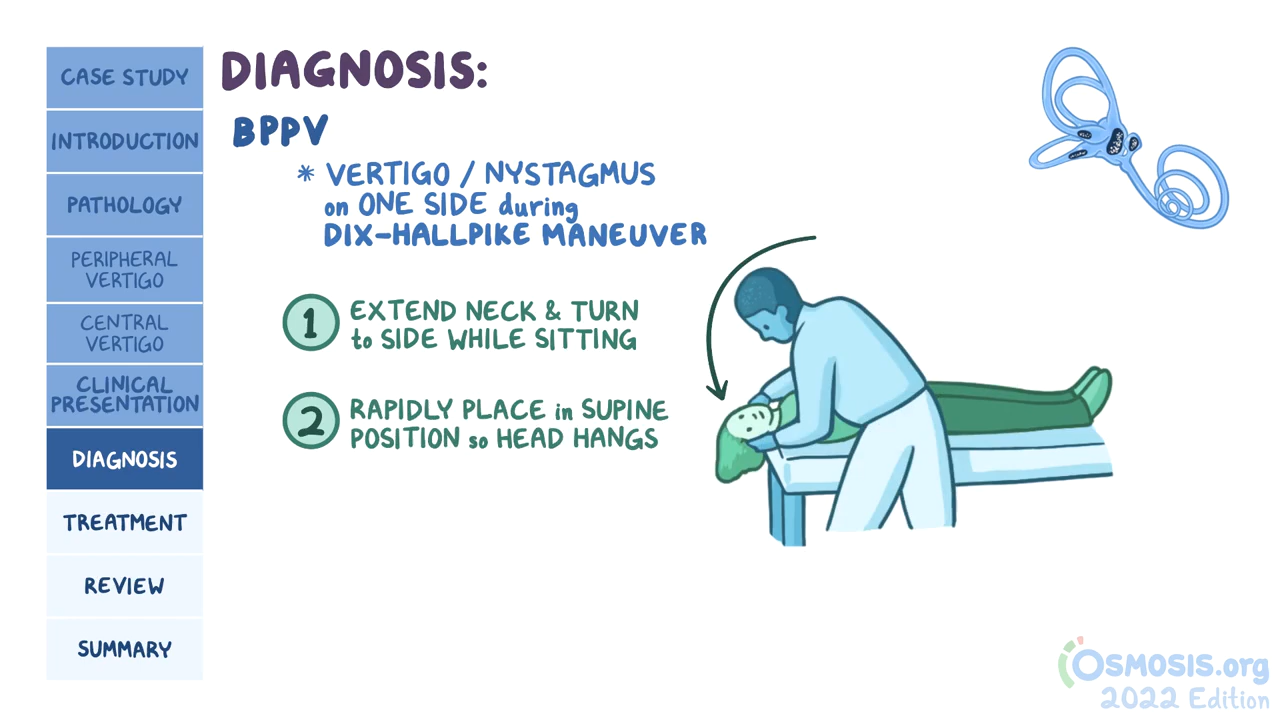 CASE STUDY
INTRODUCTION
PATHOLOGY
PERIPHERAL
VERTIGO
CENTRAL
VERTIGO
CLINICAL
PRESENTATION
DIAGNOSIS
TREATMENT
REVIEW
SUMMARY
DIAGNOSIS:
BPPV
* VERTIGO / NYSTAGMUS
on ONE SIDE during
DIX-HALLPIKE MANEUVER
1 EXTEND NECK & TURN
to SIDE WHILE SITTING
2 RAPIDLY PLACE in SUPINE
POSITION so HEAD HANGS
OSMOSIS.org
2022 Edition